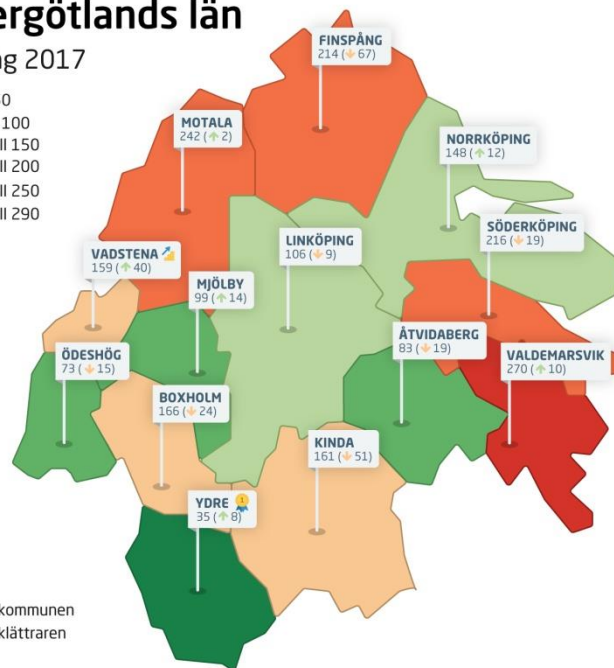 ergötlands län
ng 2017
50
100
ll 150
ll 200
ll 250
ll 290
FINSPÅNG
214 (↓ 67)
MOTALA
242 (↑ 2)
NORRKÖPING
148 (↑ 12)
SÖDERKÖPING
216 (↓ 19)
LINKÖPING
106 (↓ 9)
VADSTENA
159 (↑ 40)
MJÖLBY
99 (↑ 14)
ÅTVIDABERG
83 (↓ 19)
VALDEMARSVIK
270 (↑ 10)
ÖDESHÖG
73 (↓ 15)
BOXHOLM
166 (↓ 24)
KINDA
161 (↓ 51)
YDRE 1
35 (↑ 8)
kommunen
klättraren